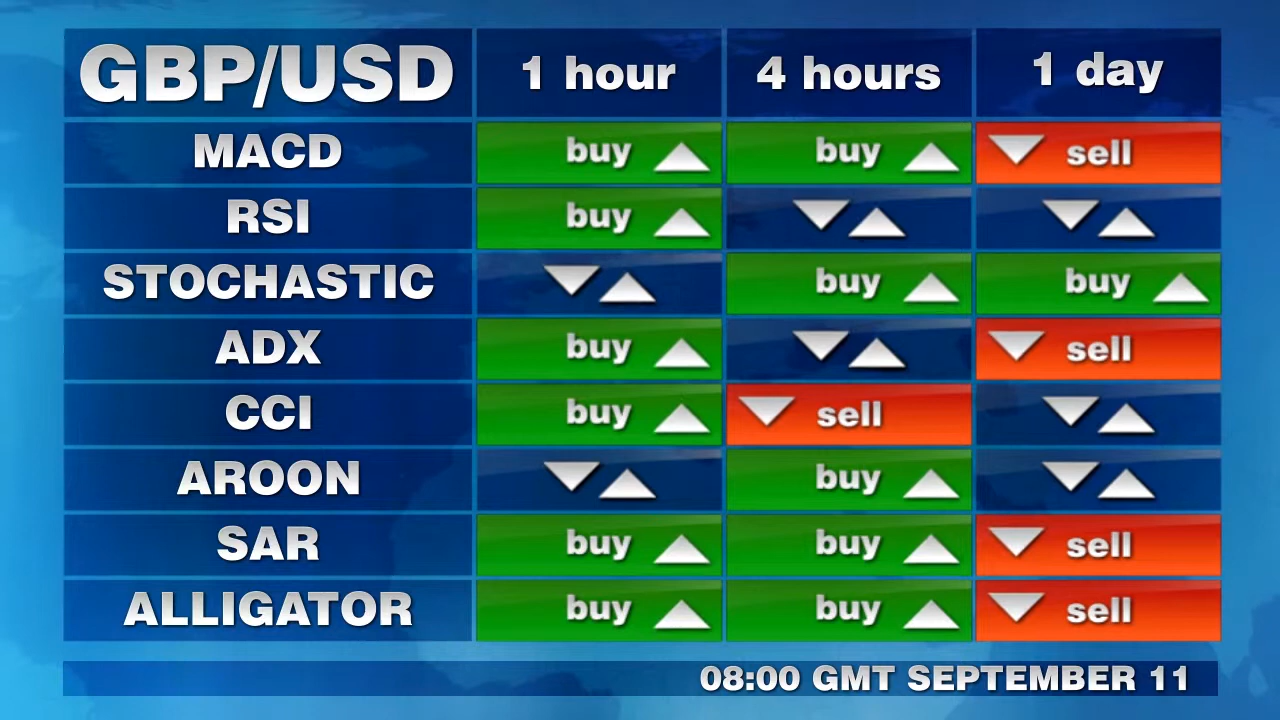 GBP/USD 1 hour 4 hours 1 day
MACD buy buy sell
RSI buy
STOCHASTIC buy buy
ADX buy sell
CCI buy sell
AROON buy
SAR buy buy sell
ALLIGATOR buy buy sell
08:00 GMT SEPTEMBER 11